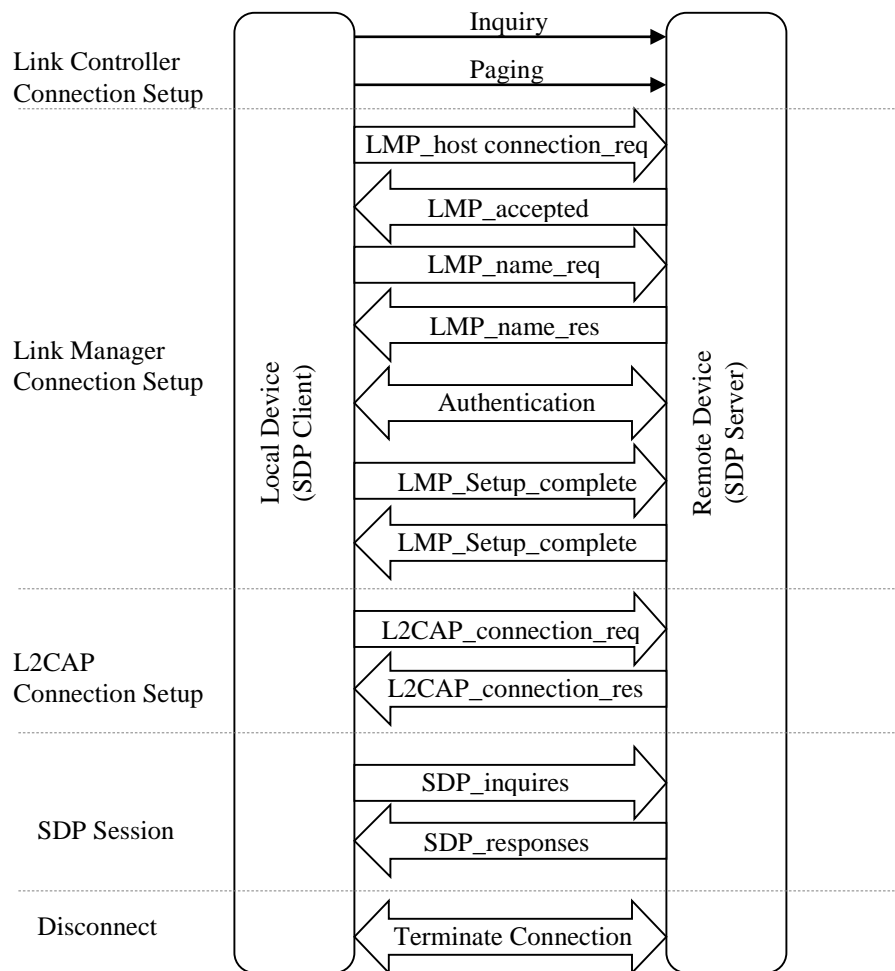 Inquiry
Link Controller
Connection Setup
Paging
LMP_host connection_req
LMP_accepted
LMP_name_req
LMP_name_res
Link Manager
Connection Setup
Local Device
(SDP Client)
Remote Device
(SDP Server)
Authentication
LMP_Setup_complete
LMP_Setup_complete
L2CAP_connection_req
L2CAP
Connection Setup
L2CAP_connection_res
SDP_inquires
SDP Session
SDP_responses
Disconnect
Terminate Connection